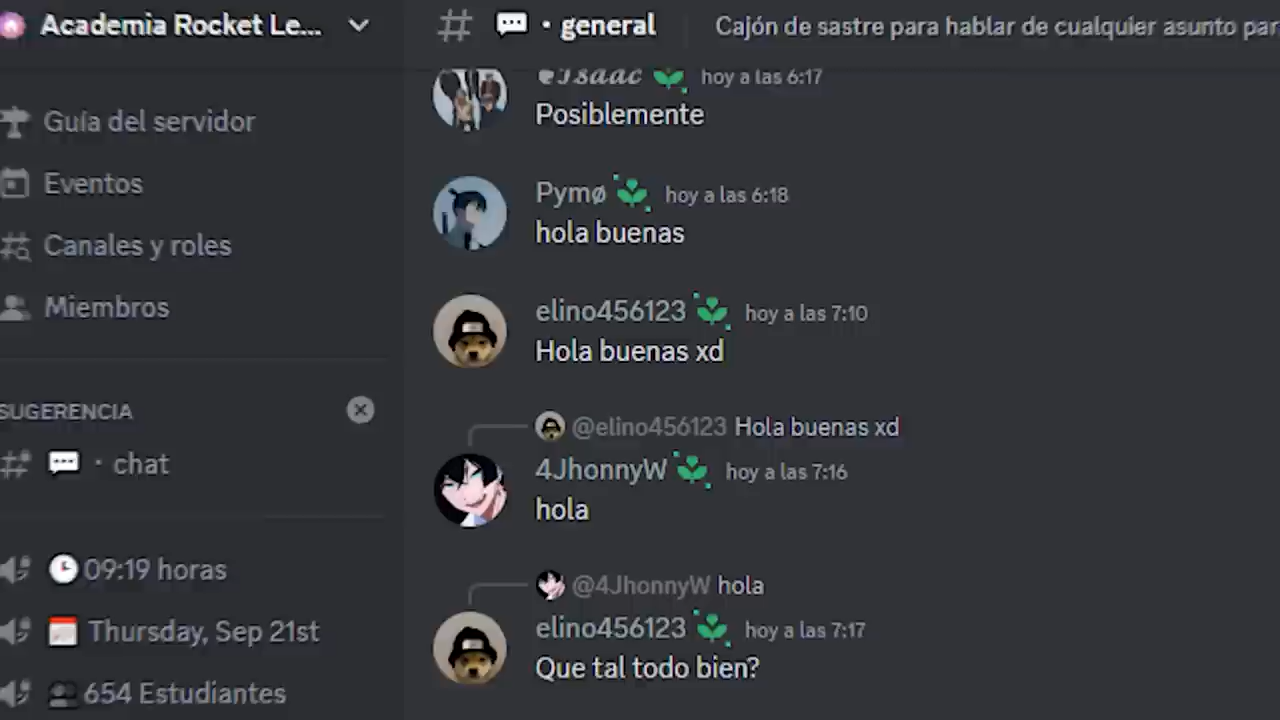 Academia Rocket Le...
Guía del servidor
Eventos
Canales y roles
Miembros
SUGERENCIA
· chat
09:19 horas
Thursday, Sep 21st
654 Estudiantes
· general
Cajón de sastre para hablar de cualquier asunto par
Isaac hoy a las 6:17
Posiblemente
Pymø hoy a las 6:18
hola buenas
elino456123 hoy a las 7:10
Hola buenas xd
@elino456123 Hola buenas xd
4JhonnyW hoy a las 7:16
hola
@4JhonnyW hola
elino456123 hoy a las 7:17
Que tal todo bien?